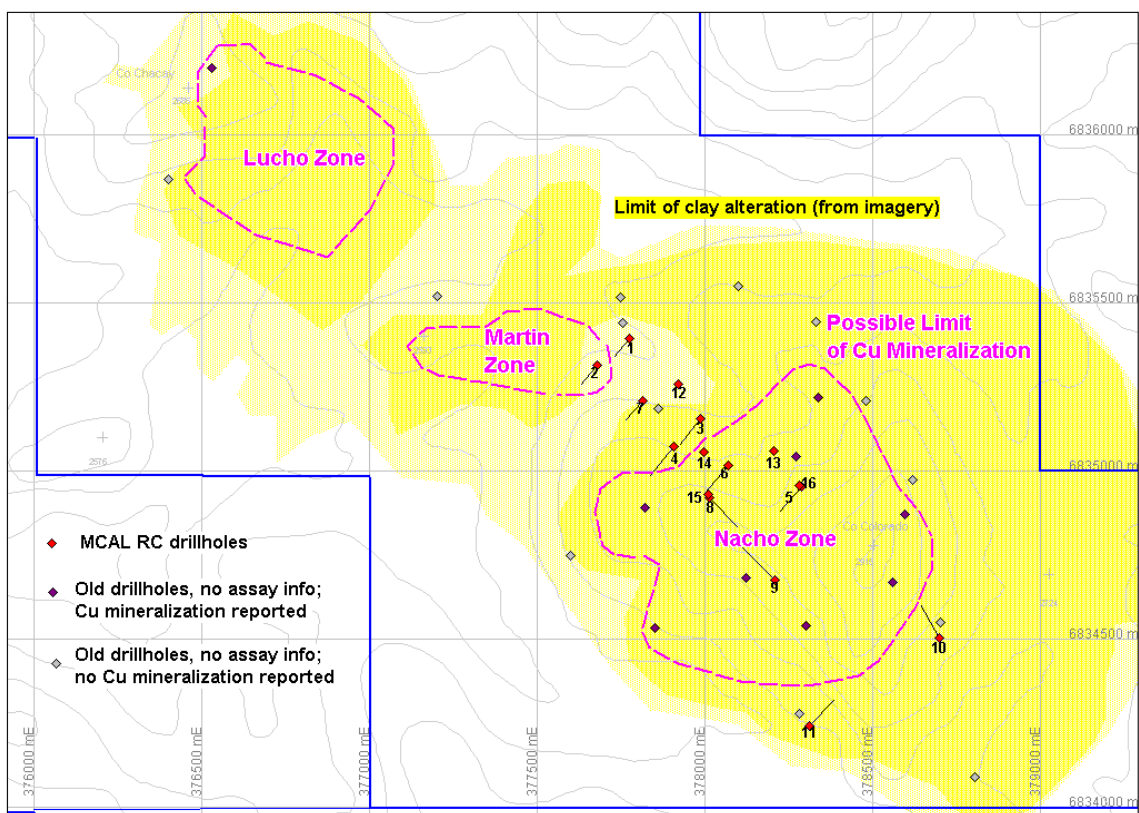 Co Chacay
2686
Lucho Zone
6836000 m
Limit of clay alteration (from imagery)
6835500 m
Martin
Zone
Possible Limit
of Cu Mineralization
1
2
12
7
3
4
14
6
13
2576
6835000 m
15
8
5
16
Nacho Zone
Co Colorado
2915
9
2724
10
6834500 m
11
MCAL RC drillholes
Old drillholes, no assay info;
Cu mineralization reported
Old drillholes, no assay info;
no Cu mineralization reported
376000 mE
376500 mE
377000 mE
377500 mE
378000 mE
378500 mE
379000 mE
6834000 m